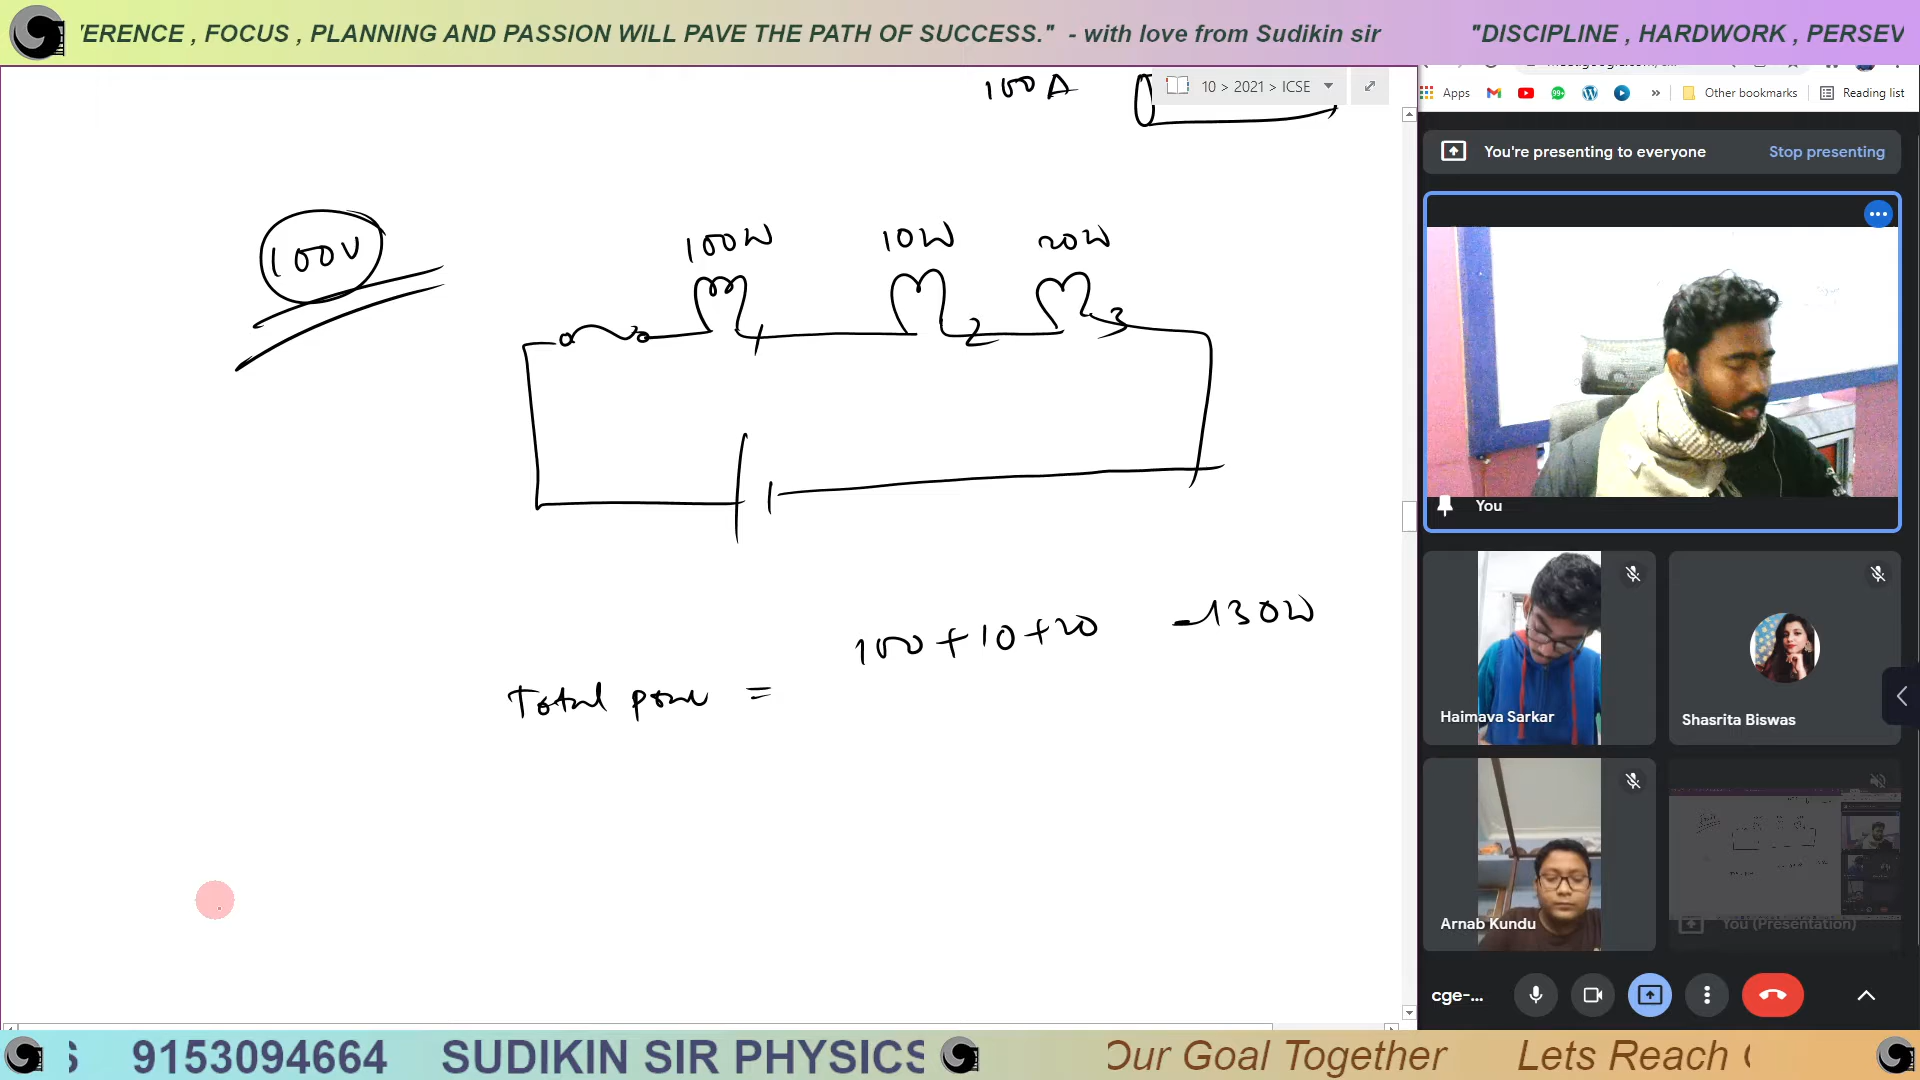 "ERENCE , FOCUS , PLANNING AND PASSION WILL PAVE THE PATH OF SUCCESS." - with love from Sudikin sir "DISCIPLINE , HARDWORK , PERSEV
100 A
10 > 2021 > ICSE
Apps
Other bookmarks
Reading list
You're presenting to everyone
Stop presenting
100V
100W 10W 20W
1 2 3
You
100+10+20 =130W
Total power =
Haimava Sarkar
Shasrita Biswas
Arnab Kundu
You (Presentation)
cge-...
S 9153094664 SUDIKIN SIR PHYSICS Our Goal Together Lets Reach